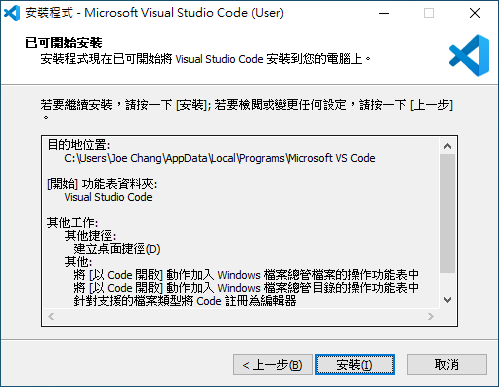 安裝程式 - Microsoft Visual Studio Code (User)
已可開始安裝
安裝程式現在已可開始將 Visual Studio Code 安裝到您的電腦上。
若要繼續安裝，請按一下 [安裝]; 若要檢閱或變更任何設定，請按一下 [上一步]
。
目的地位置:
C:\Users\Joe Chang\AppData\Local\Programs\Microsoft VS Code
[開始] 功能表資料夾:
Visual Studio Code
其他工作:
其他捷徑:
建立桌面捷徑(D)
其他:
將 [以 Code 開啟] 動作加入 Windows 檔案總管檔案的操作功能表中
將 [以 Code 開啟] 動作加入 Windows 檔案總管目錄的操作功能表中
針對支援的檔案類型將 Code 註冊為編輯器
< 上一步(B)
安裝(I)
取消